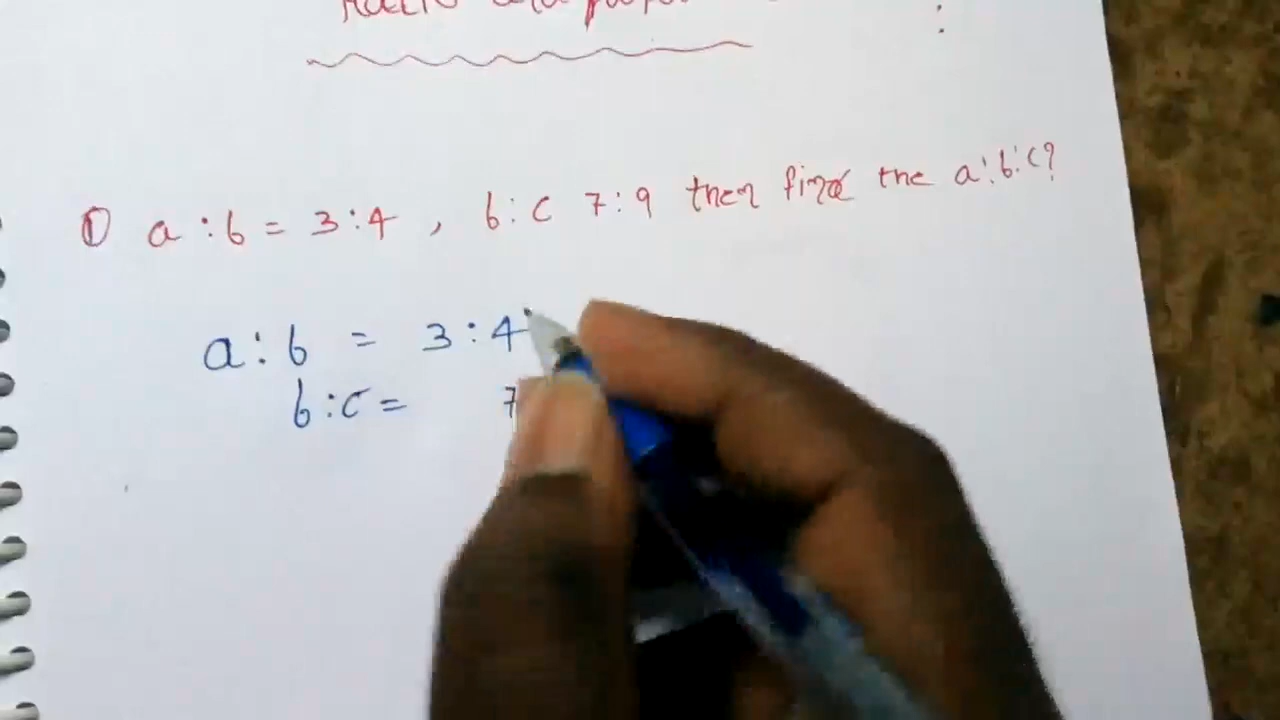 ① a : b = 3 : 4 , b : c 7 : 9 then find the a : b : c?
a : b = 3 : 4
b : c = 7